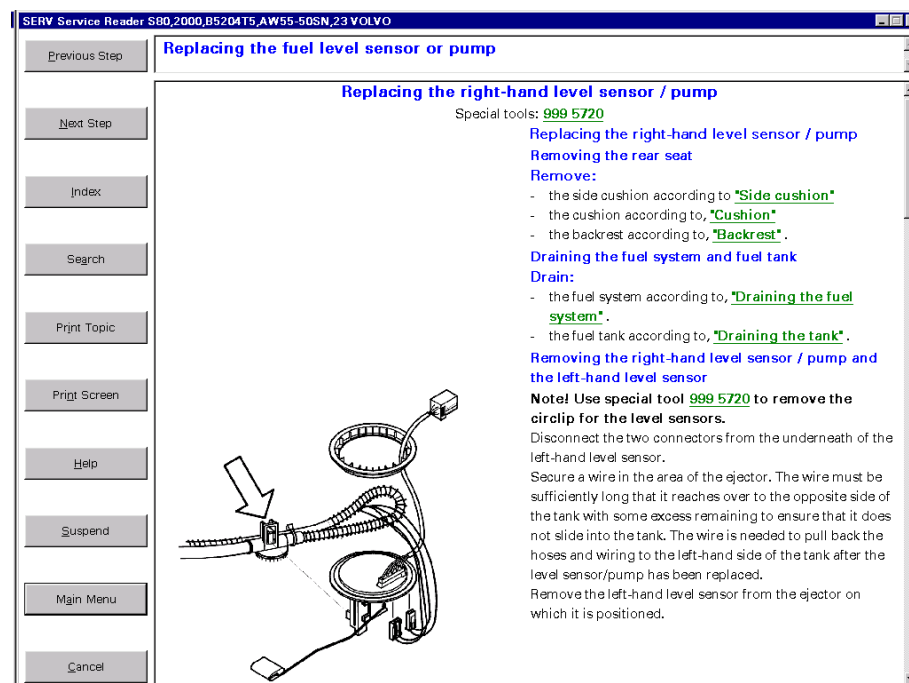 SERV Service Reader S80,2000,B5204T5,AW55-50SN,23 VOLVO
Previous Step
Next Step
Index
Search
Print Topic
Print Screen
Help
Suspend
Main Menu
Cancel
Replacing the fuel level sensor or pump
Replacing the right-hand level sensor / pump
Special tools: 999 5720
Replacing the right-hand level sensor / pump
Removing the rear seat
Remove:
- the side cushion according to "Side cushion"
- the cushion according to, "Cushion"
- the backrest according to, "Backrest" .
Draining the fuel system and fuel tank
Drain:
- the fuel system according to, "Draining the fuel
system" .
- the fuel tank according to, "Draining the tank" .
Removing the right-hand level sensor / pump and
the left-hand level sensor
Note! Use special tool 999 5720 to remove the
circlip for the level sensors.
Disconnect the two connectors from the underneath of the
left-hand level sensor.
Secure a wire in the area of the ejector. The wire must be
sufficiently long that it reaches over to the opposite side of
the tank with some excess remaining to ensure that it does
not slide into the tank. The wire is needed to pull back the
hoses and wiring to the left-hand side of the tank after the
level sensor/pump has been replaced.
Remove the left-hand level sensor from the ejector on
which it is positioned.